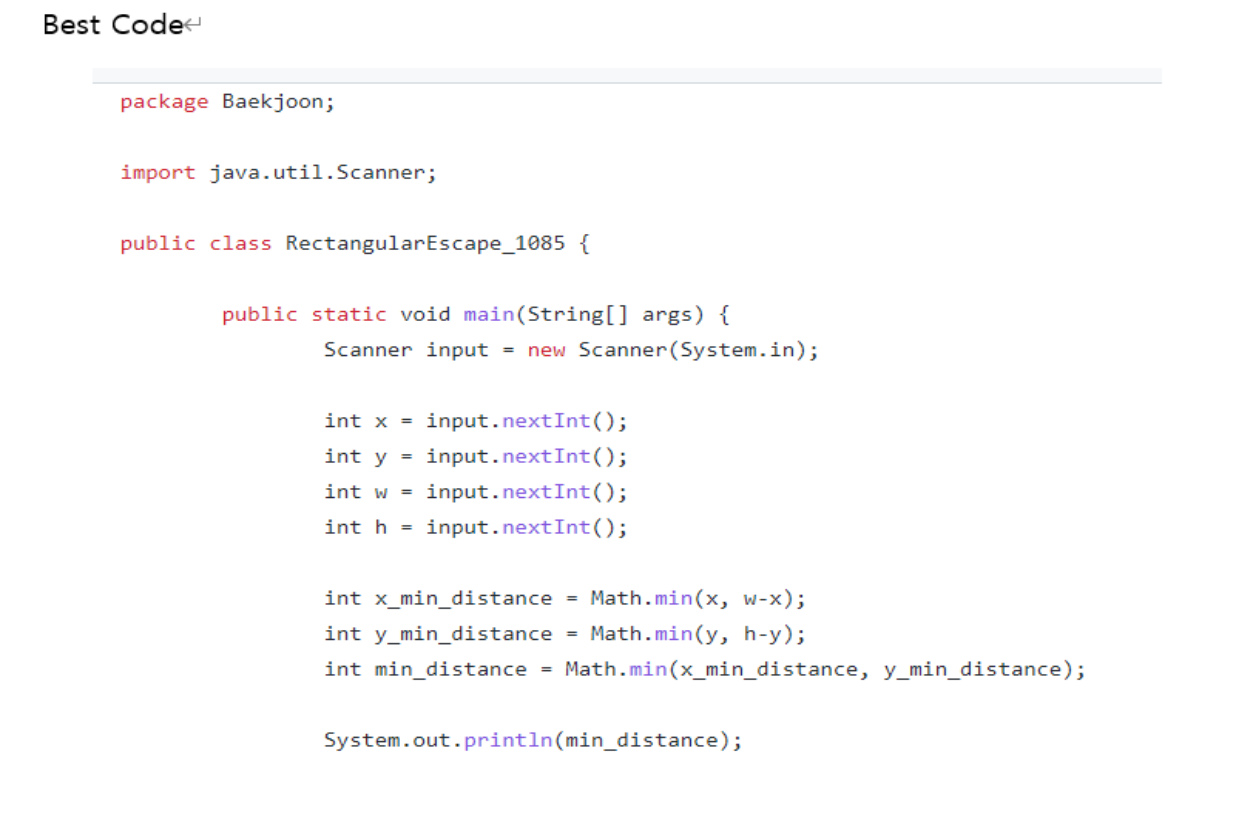 Best Code↵
package Baekjoon;
import java.util.Scanner;
public class RectangularEscape_1085 {
public static void main(String[] args) {
Scanner input = new Scanner(System.in);
int x = input.nextInt();
int y = input.nextInt();
int w = input.nextInt();
int h = input.nextInt();
int x_min_distance = Math.min(x, w-x);
int y_min_distance = Math.min(y, h-y);
int min_distance = Math.min(x_min_distance, y_min_distance);
System.out.println(min_distance);